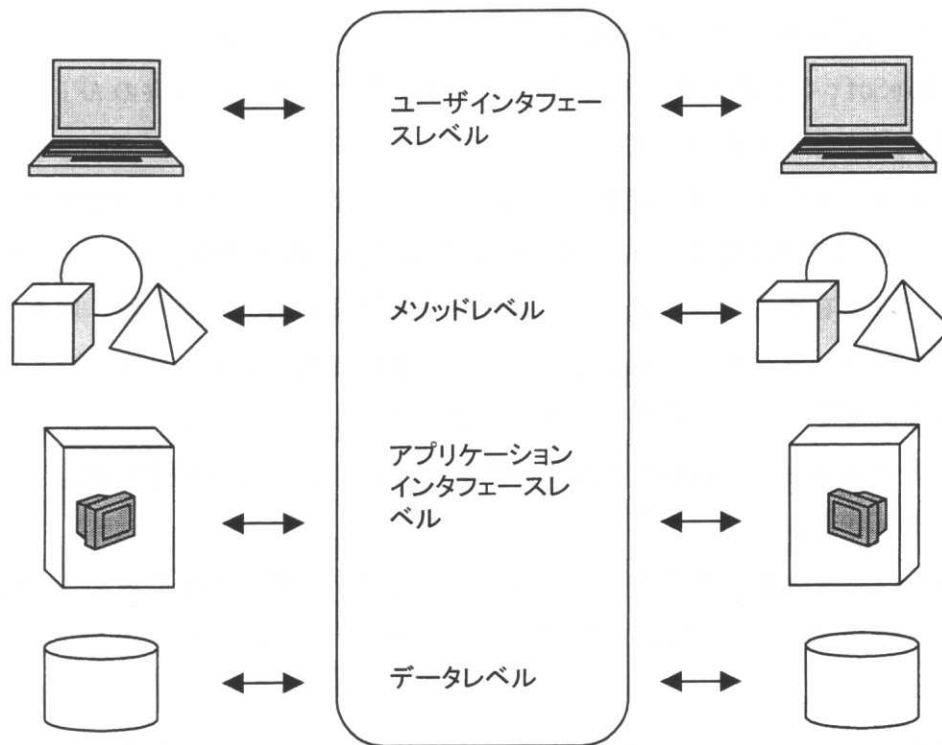 ユーザインタフェー
スレベル
メソッドレベル
アプリケーション
インタフェースレ
ベル
データレベル